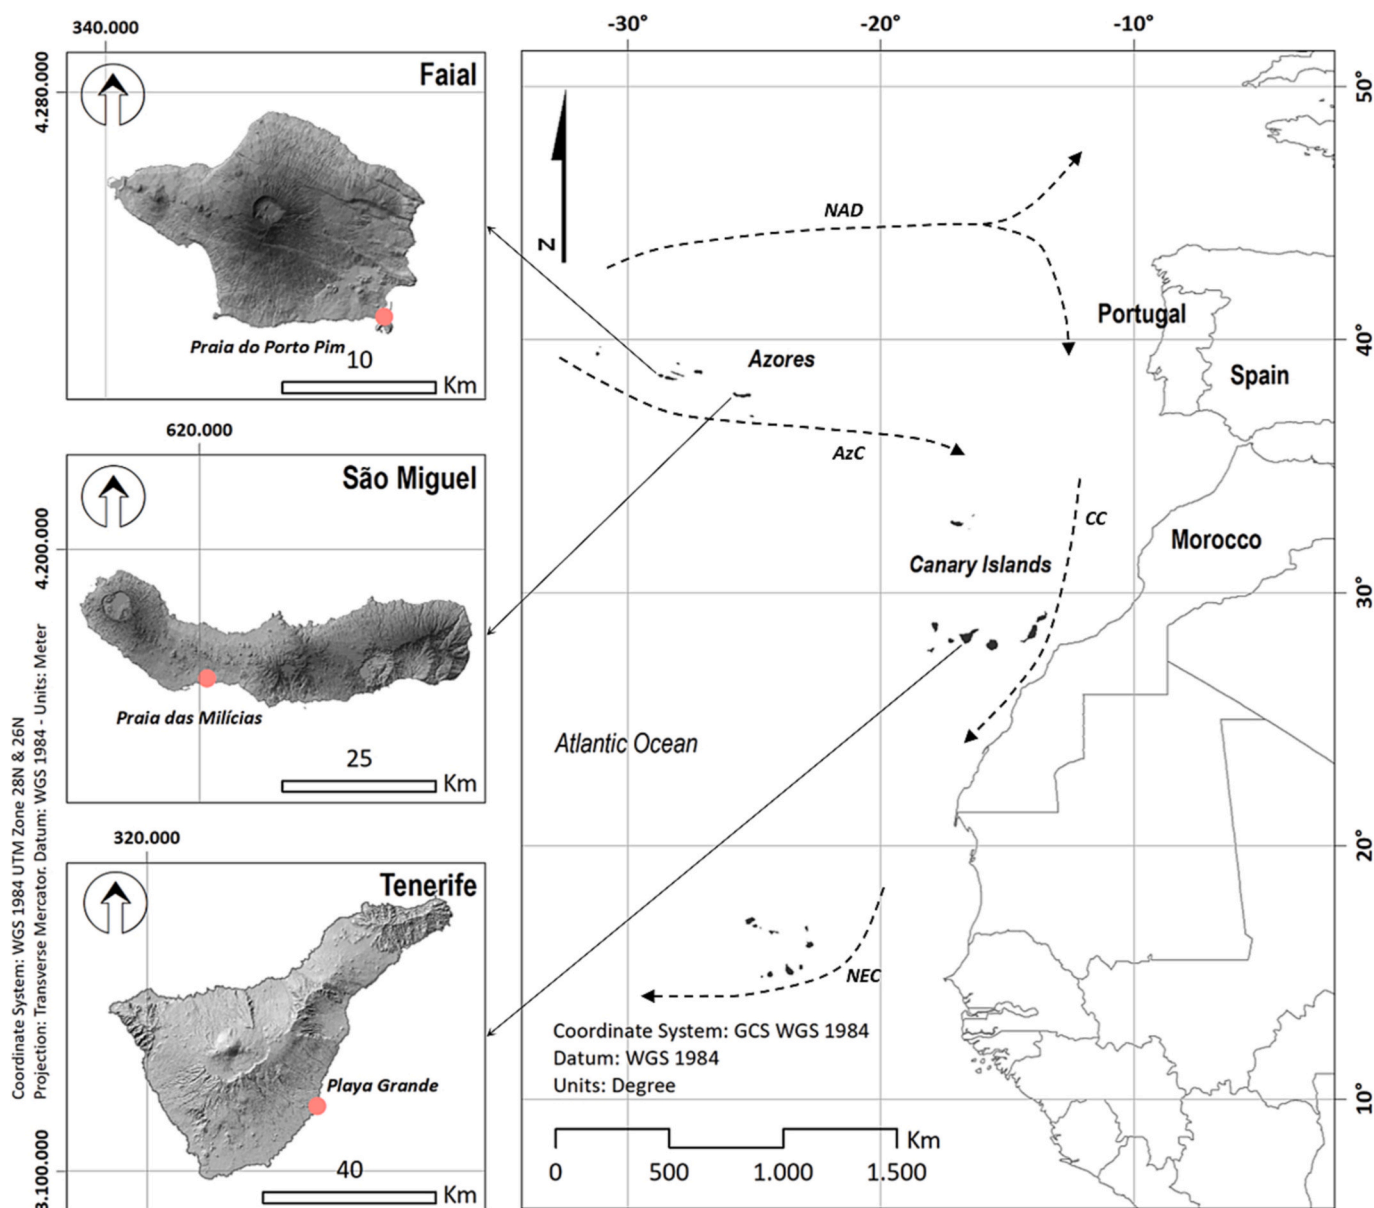 340.000
4.280.000
Faial
Praia do Porto Pim
10
Km
620.000
4.200.000
São Miguel
Praia das Milícias
25
Km
320.000
3.100.000
Tenerife
Playa Grande
40
Km
Coordinate System: WGS 1984 UTM Zone 28N & 26N
Projection: Transverse Mercator. Datum: WGS 1984 - Units: Meter
-30°
-20°
-10°
50°
40°
30°
20°
10°
N
NAD
Azores
AzC
Portugal
Spain
CC
Morocco
Canary Islands
Atlantic Ocean
NEC
Coordinate System: GCS WGS 1984
Datum: WGS 1984
Units: Degree
Km
0 500 1.000 1.500